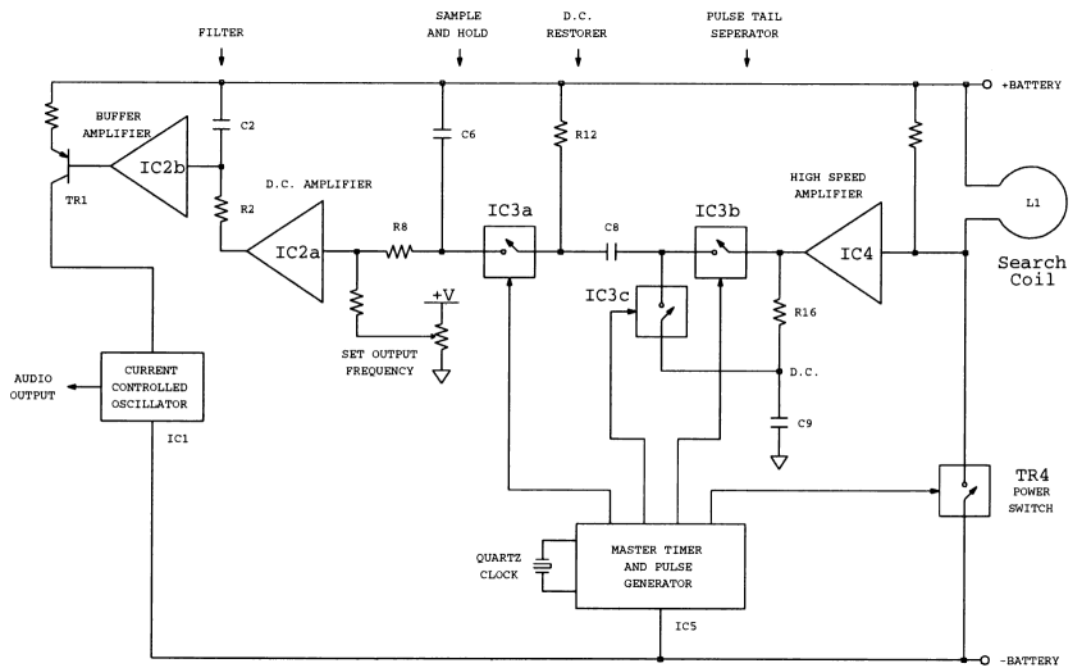 FILTER
SAMPLE
AND HOLD
D.C.
RESTORER
PULSE TAIL
SEPERATOR
+BATTERY
BUFFER
AMPLIFIER
C2
C6
R12
IC2b
TR1
R2
D.C. AMPLIFIER
IC2a
R8
IC3a
C8
IC3b
HIGH SPEED
AMPLIFIER
IC4
L1
Search
Coil
IC3c
R16
+V
SET OUTPUT
FREQUENCY
D.C.
C9
AUDIO
OUTPUT
CURRENT
CONTROLLED
OSCILLATOR
IC1
TR4
POWER
SWITCH
QUARTZ
CLOCK
MASTER TIMER
AND PULSE
GENERATOR
IC5
-BATTERY